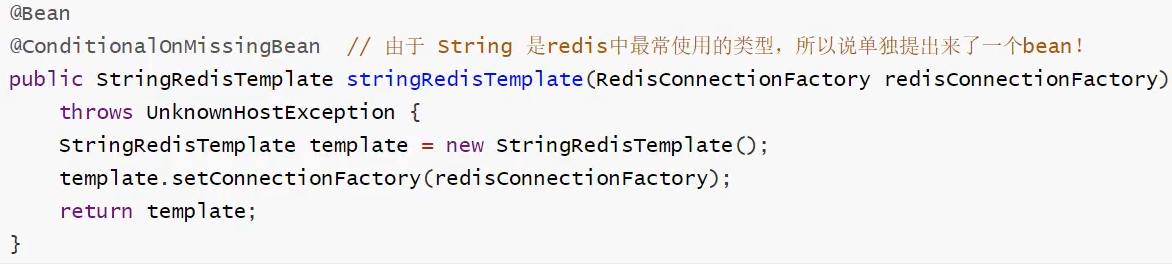 @Bean
@ConditionalOnMissingBean  // 由于 String 是redis中最常使用的类型，所以说单独提出来了一个bean！
public StringRedisTemplate stringRedisTemplate(RedisConnectionFactory redisConnectionFactory)
    throws UnknownHostException {
    StringRedisTemplate template = new StringRedisTemplate();
    template.setConnectionFactory(redisConnectionFactory);
    return template;
}